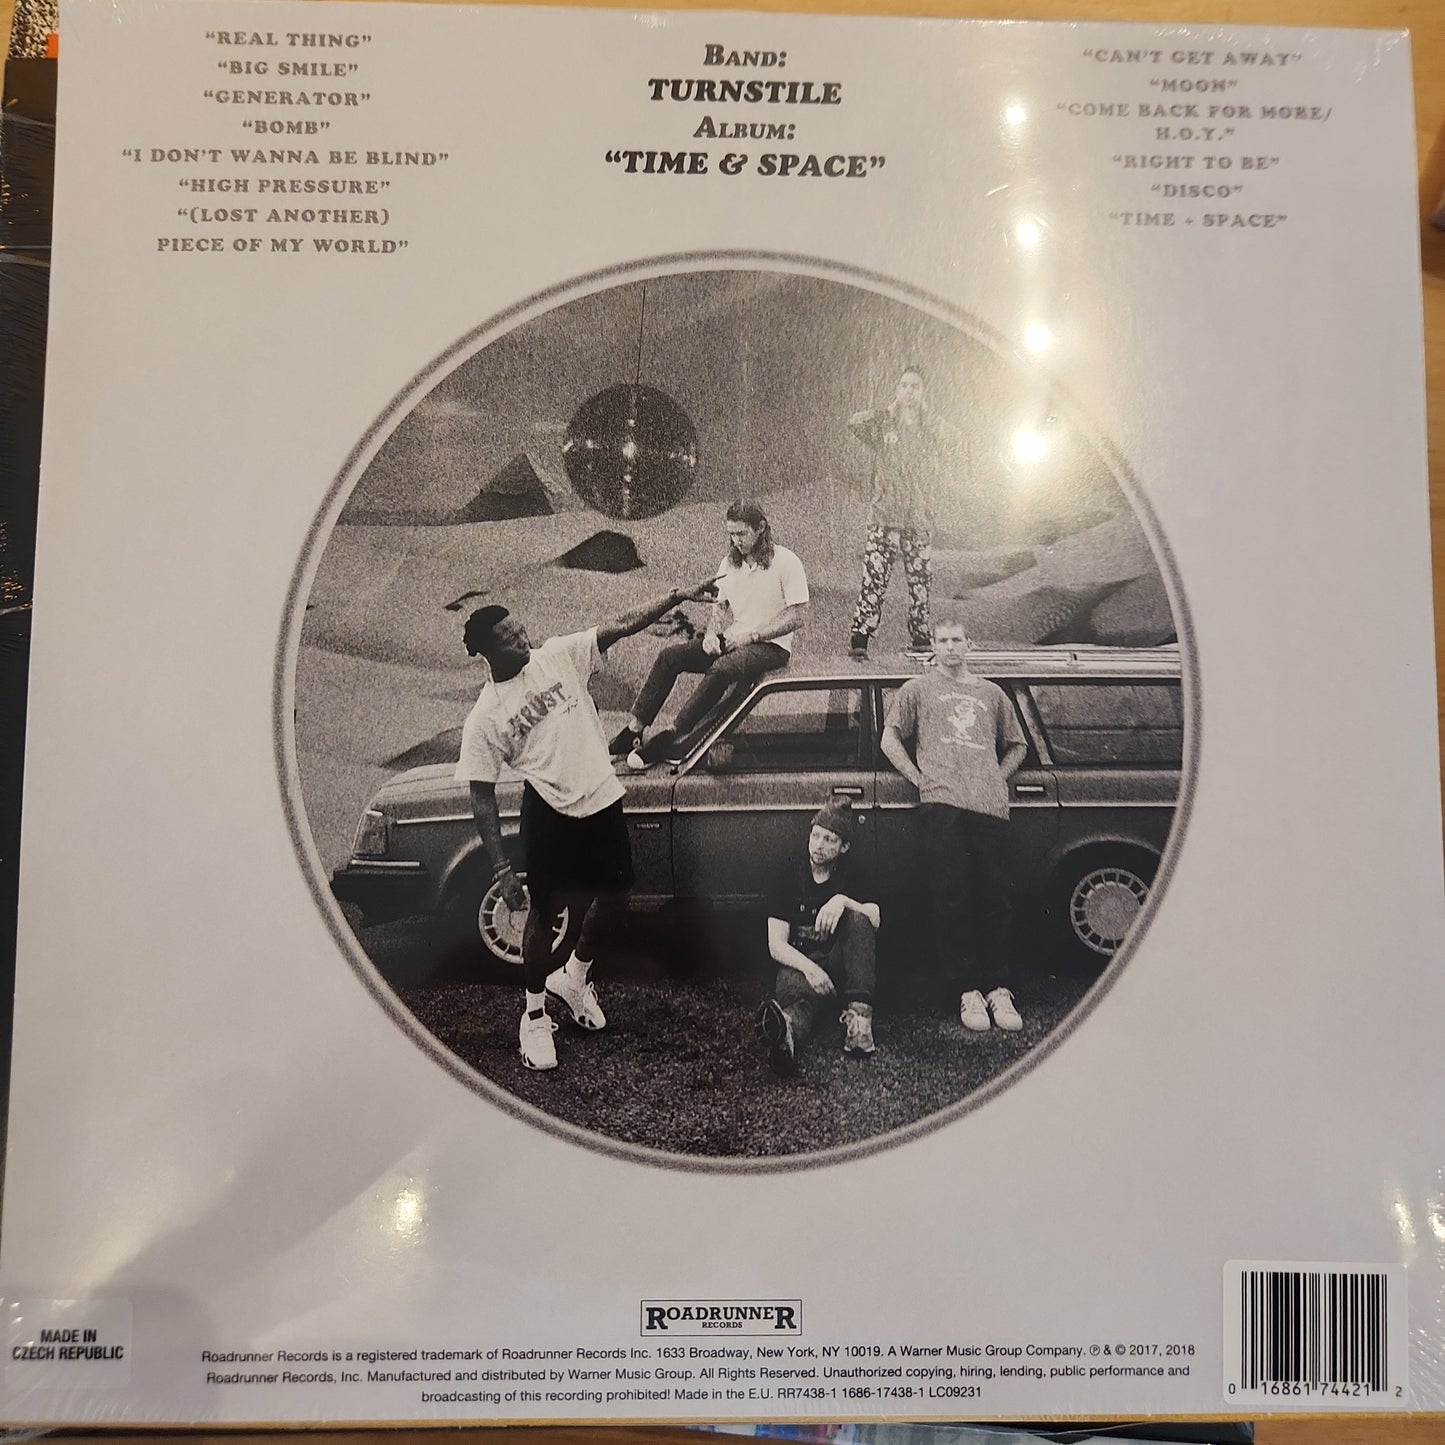 “REAL THING”
“BIG SMILE”
“GENERATOR”
“BOMB”
“I DON’T WANNA BE BLIND”
“HIGH PRESSURE”
“(LOST ANOTHER)
PIECE OF MY WORLD”
BAND:
TURNSTILE
ALBUM:
“TIME & SPACE”
“CAN’T GET AWAY”
“MOON”
“COME BACK FOR MORE/
H.O.Y.”
“RIGHT TO BE”
“DISCO”
“TIME + SPACE”
VOLVO
MADE IN
CZECH REPUBLIC
ROADRUNNER
RECORDS
Roadrunner Records is a registered trademark of Roadrunner Records Inc. 1633 Broadway, New York, NY 10019. A Warner Music Group Company. ℗ & © 2017, 2018
Roadrunner Records, Inc. Manufactured and distributed by Warner Music Group. All Rights Reserved. Unauthorized copying, hiring, lending, public performance and
broadcasting of this recording prohibited! Made in the E.U. RR7438-1 1686-17438-1 LC09231
0 16861 74421 2